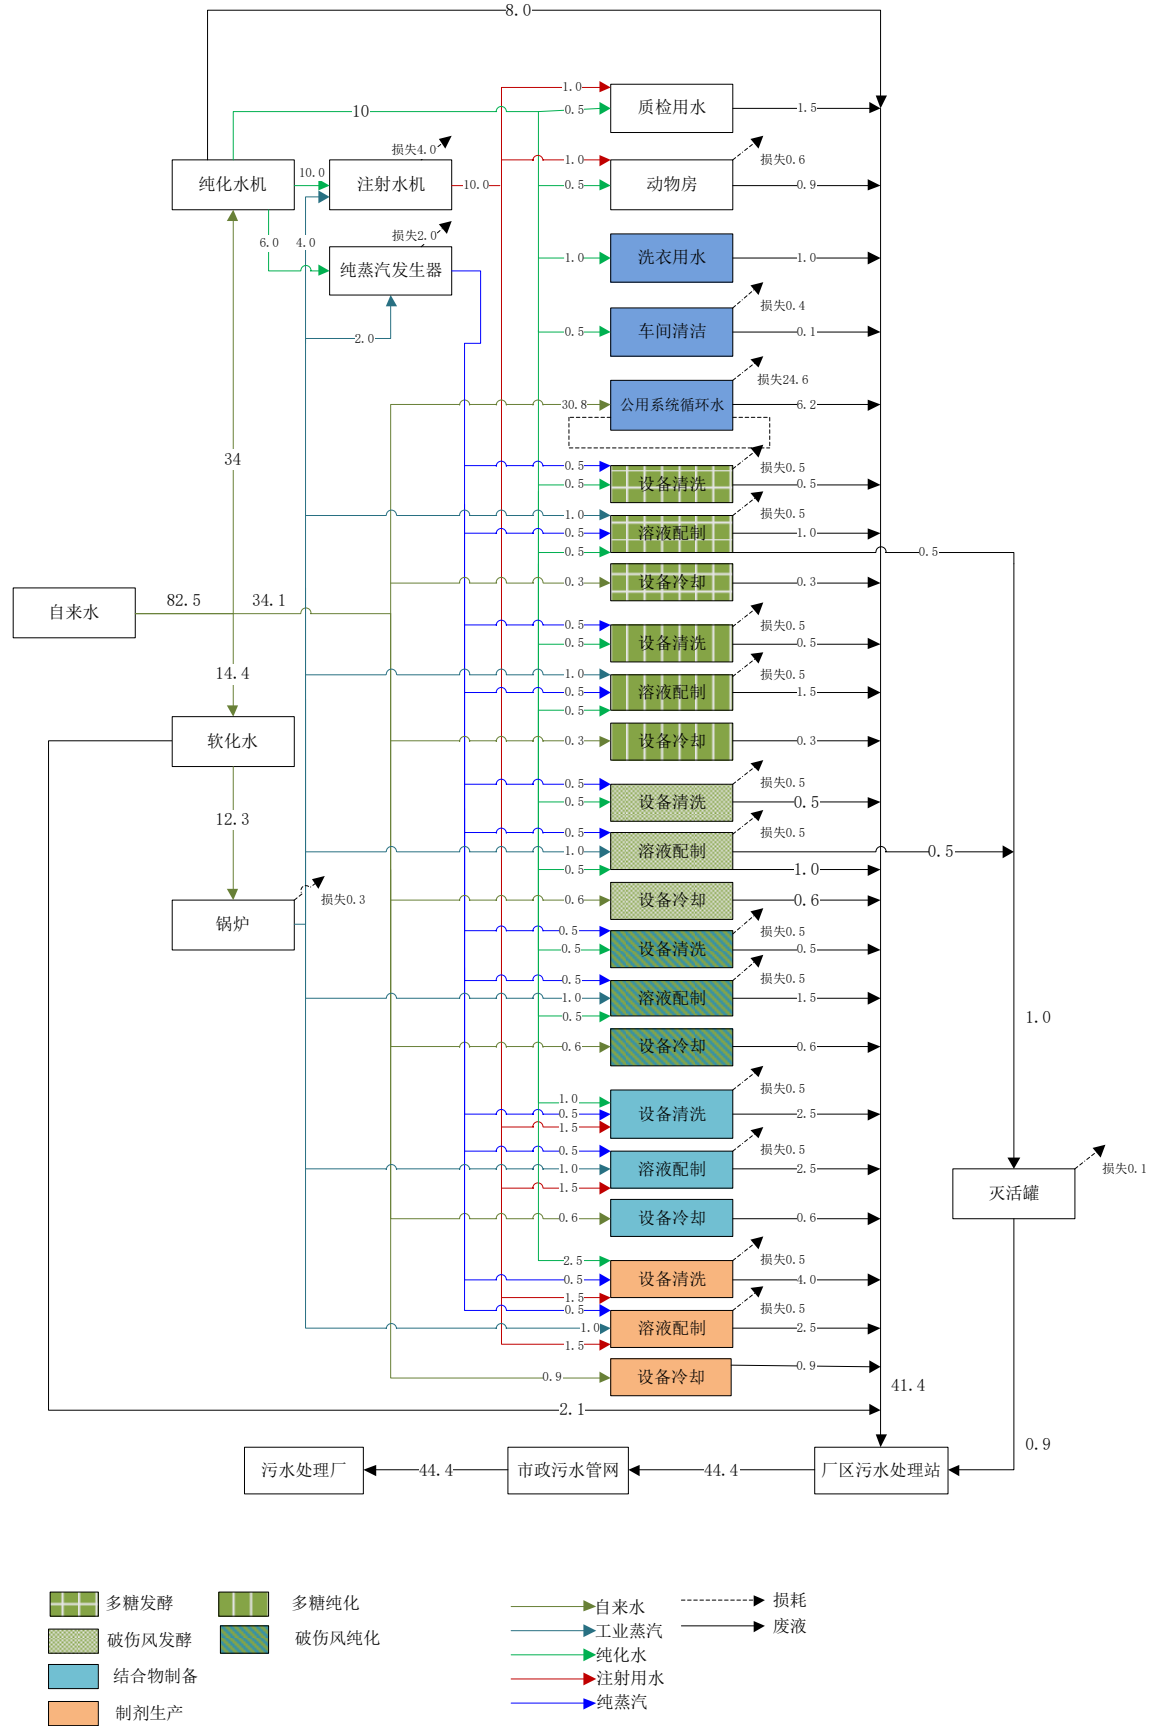 8.0
1.0
10
0.5
质检用水
1.5
损失4.0
1.0
损失0.6
纯化水机
10.0
注射水机
10.0
0.5
动物房
0.9
损失2.0
6.0
4.0
纯蒸汽发生器
1.0
洗衣用水
1.0
损失0.4
2.0
0.5
车间清洁
0.1
损失24.6
30.8
公用系统循环水
6.2
34
0.5
损失0.5
0.5
设备清洗
0.5
1.0
损失0.5
0.5
溶液配制
1.0
0.5
0.5
0.3
设备冷却
0.3
自来水
82.5
34.1
0.5
损失0.5
0.5
设备清洗
0.5
14.4
1.0
损失0.5
0.5
溶液配制
1.5
0.5
软化水
0.3
设备冷却
0.3
0.5
损失0.5
0.5
设备清洗
0.5
12.3
0.5
损失0.5
1.0
溶液配制
0.5
0.5
1.0
损失0.3
0.6
设备冷却
0.6
锅炉
0.5
损失0.5
0.5
设备清洗
0.5
0.5
损失0.5
1.0
溶液配制
1.5
0.5
1.0
0.6
设备冷却
0.6
1.0
损失0.5
0.5
设备清洗
2.5
1.5
0.5
损失0.5
1.0
溶液配制
2.5
损失0.1
1.5
灭活罐
0.6
设备冷却
0.6
2.5
损失0.5
0.5
设备清洗
4.0
1.5
0.5
损失0.5
1.0
溶液配制
2.5
1.5
0.9
设备冷却
0.9
41.4
2.1
0.9
污水处理厂
44.4
市政污水管网
44.4
厂区污水处理站
多糖发酵
多糖纯化
自来水
损耗
破伤风发酵
破伤风纯化
工业蒸汽
废液
结合物制备
纯化水
注射用水
制剂生产
纯蒸汽